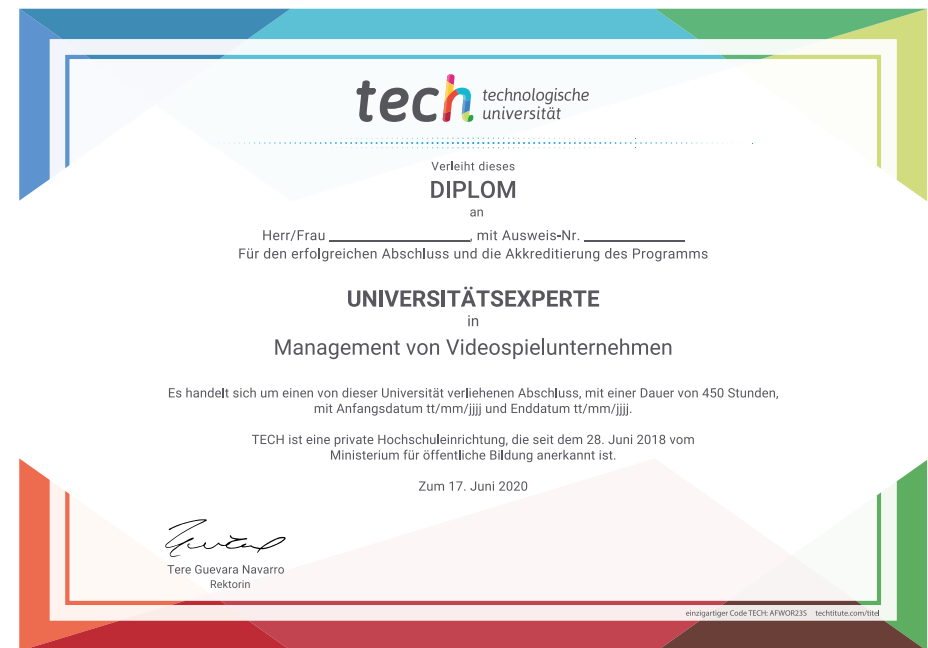 tech technologische
universität
Verleiht dieses
DIPLOM
an
Herr/Frau ____________________, mit Ausweis-Nr. ______________
Für den erfolgreichen Abschluss und die Akkreditierung des Programms
UNIVERSITÄTSEXPERTE
in
Management von Videospielunternehmen
Es handelt sich um einen von dieser Universität verliehenen Abschluss, mit einer Dauer von 450 Stunden,
mit Anfangsdatum tt/mm/jjjj und Enddatum tt/mm/jjjj.
TECH ist eine private Hochschuleinrichtung, die seit dem 28. Juni 2018 vom
Ministerium für öffentliche Bildung anerkannt ist.
Zum 17. Juni 2020
Tere Guevara Navarro
Rektorin
einzigartiger Code TECH: AFWOR23S techtitute.com/titel